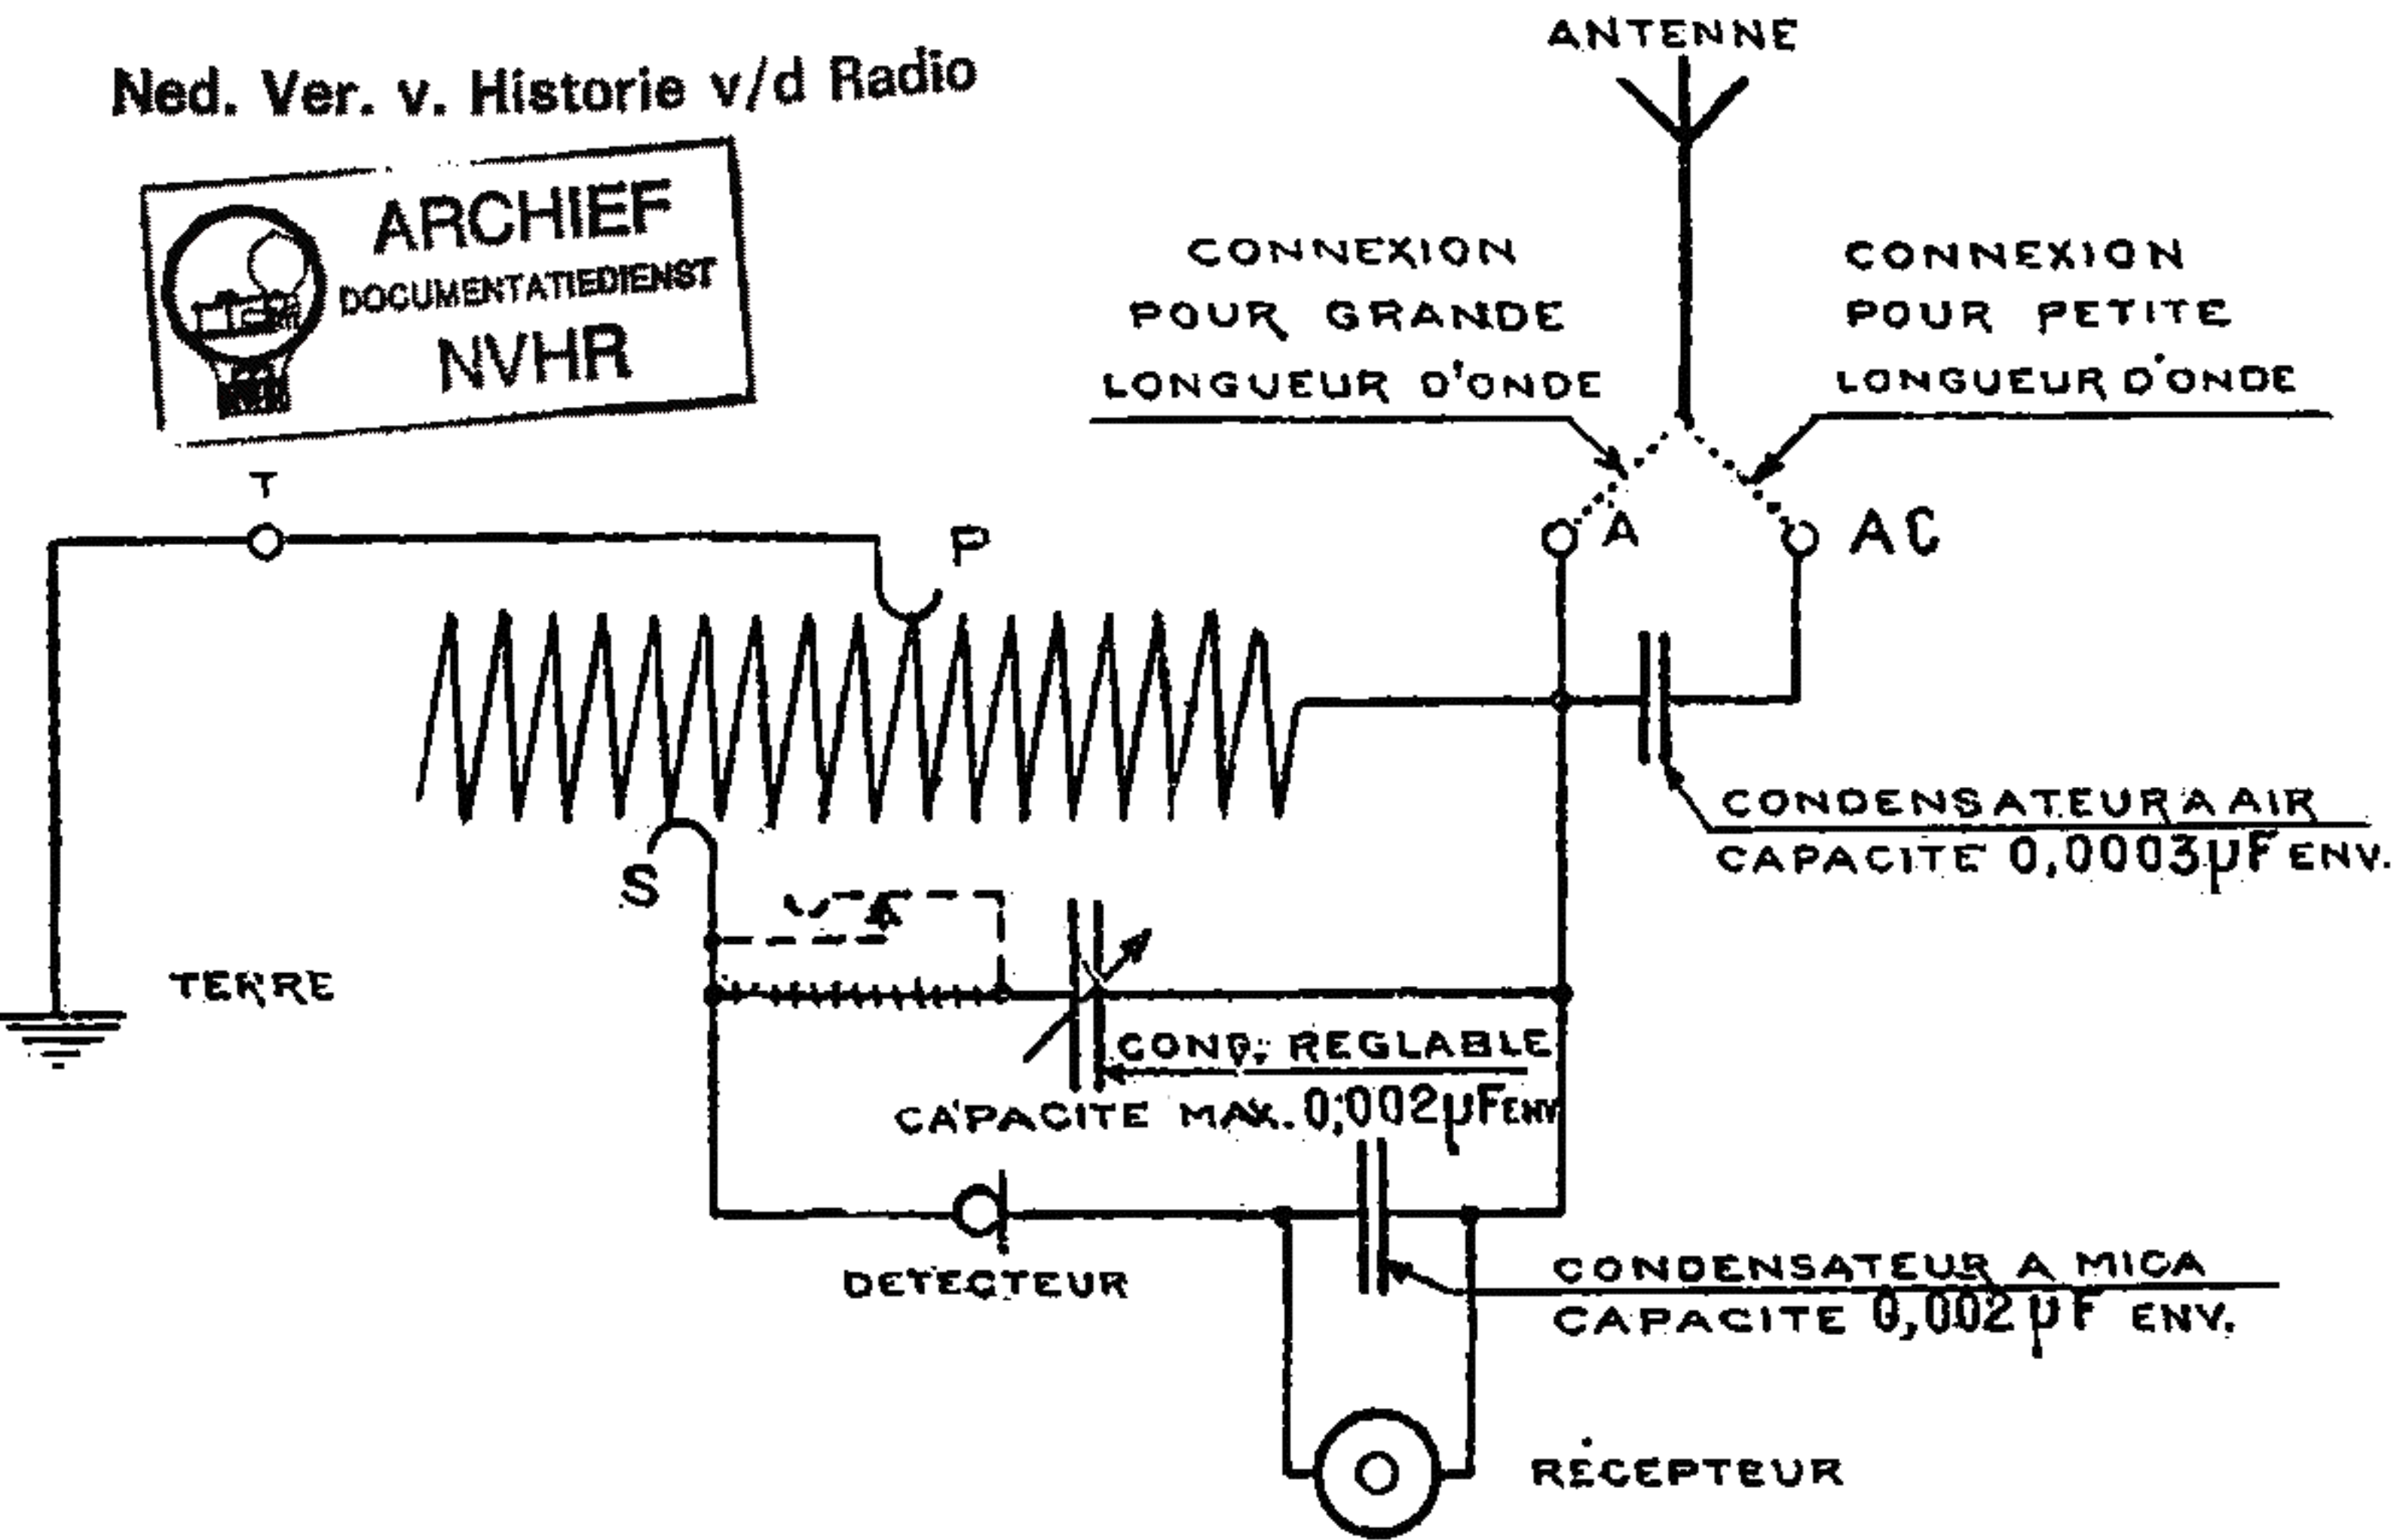 Ned. Ver. v. Historie v/d Radio
ARCHIEF
DOCUMENTATIEDIENST
NVHR
ANTENNE
CONNEXION
POUR GRANDE
LONGUEUR D'ONDE
CONNEXION
POUR PETITE
LONGUEUR D'ONDE
T
P
A
AC
CONDENSATEUR A AIR
CAPACITE 0,0003µF ENV.
S
TERRE
COND. REGLABLE
CAPACITE MAX. 0,002µF ENV
DETECTEUR
CONDENSATEUR A MICA
CAPACITE 0,002µF ENV.
RÉCEPTEUR